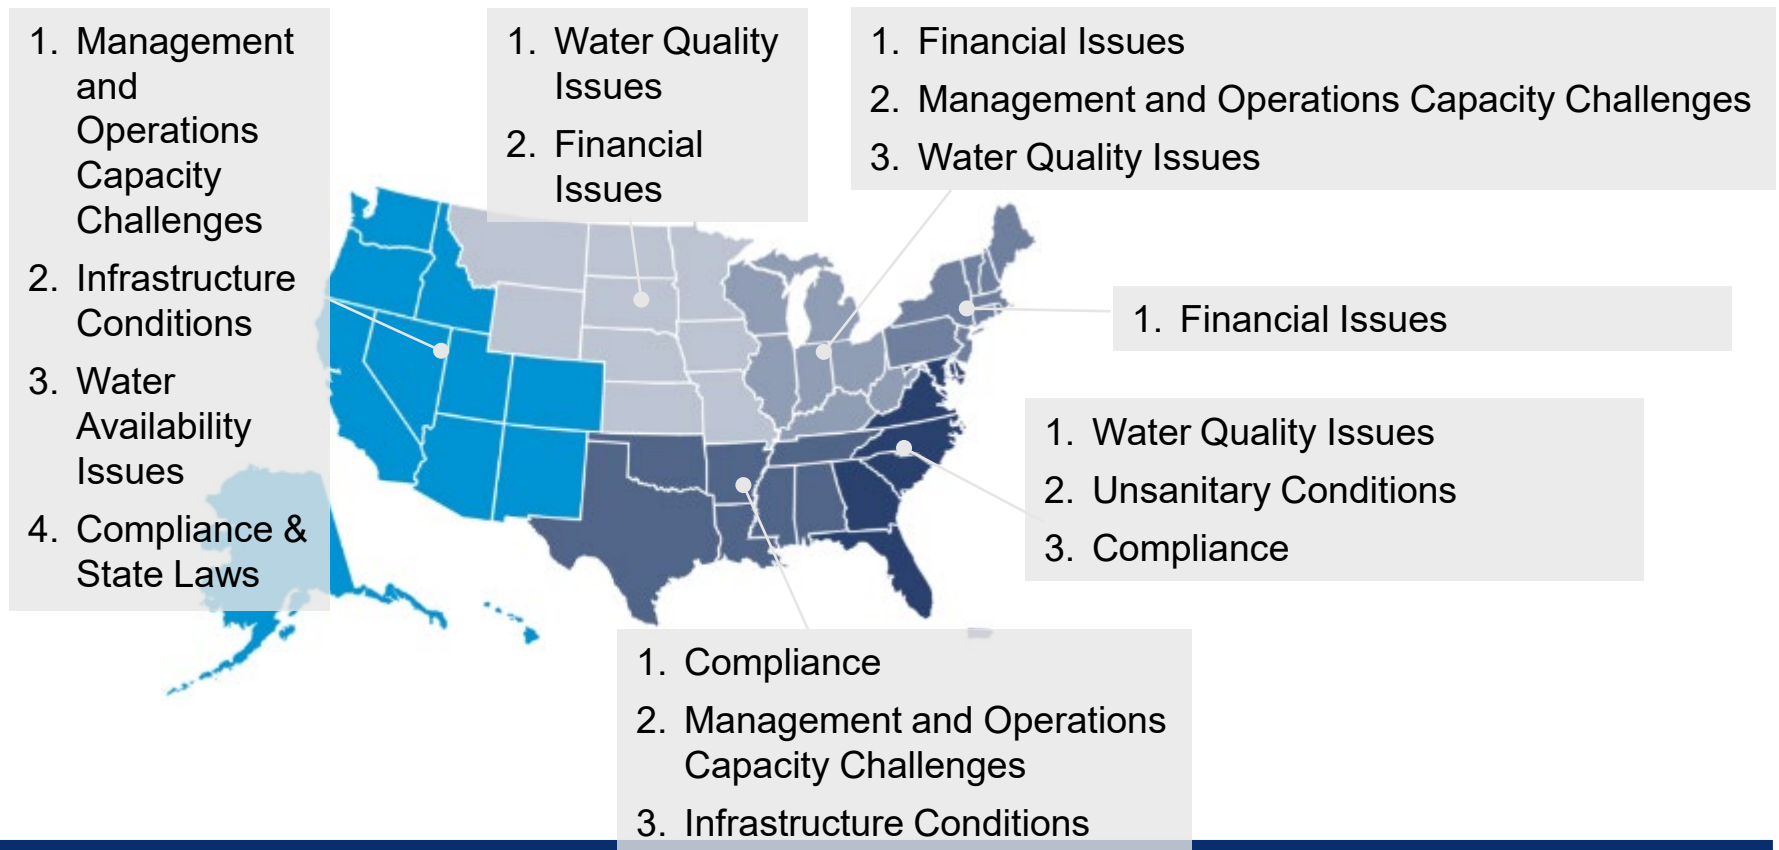 1. Management
and
Operations
Capacity
Challenges
2. Infrastructure
Conditions
3. Water
Availability
Issues
4. Compliance &
State Laws
1. Water Quality
Issues
2. Financial
Issues
1. Financial Issues
2. Management and Operations Capacity Challenges
3. Water Quality Issues
1. Financial Issues
1. Water Quality Issues
2. Unsanitary Conditions
3. Compliance
1. Compliance
2. Management and Operations
Capacity Challenges
3. Infrastructure Conditions